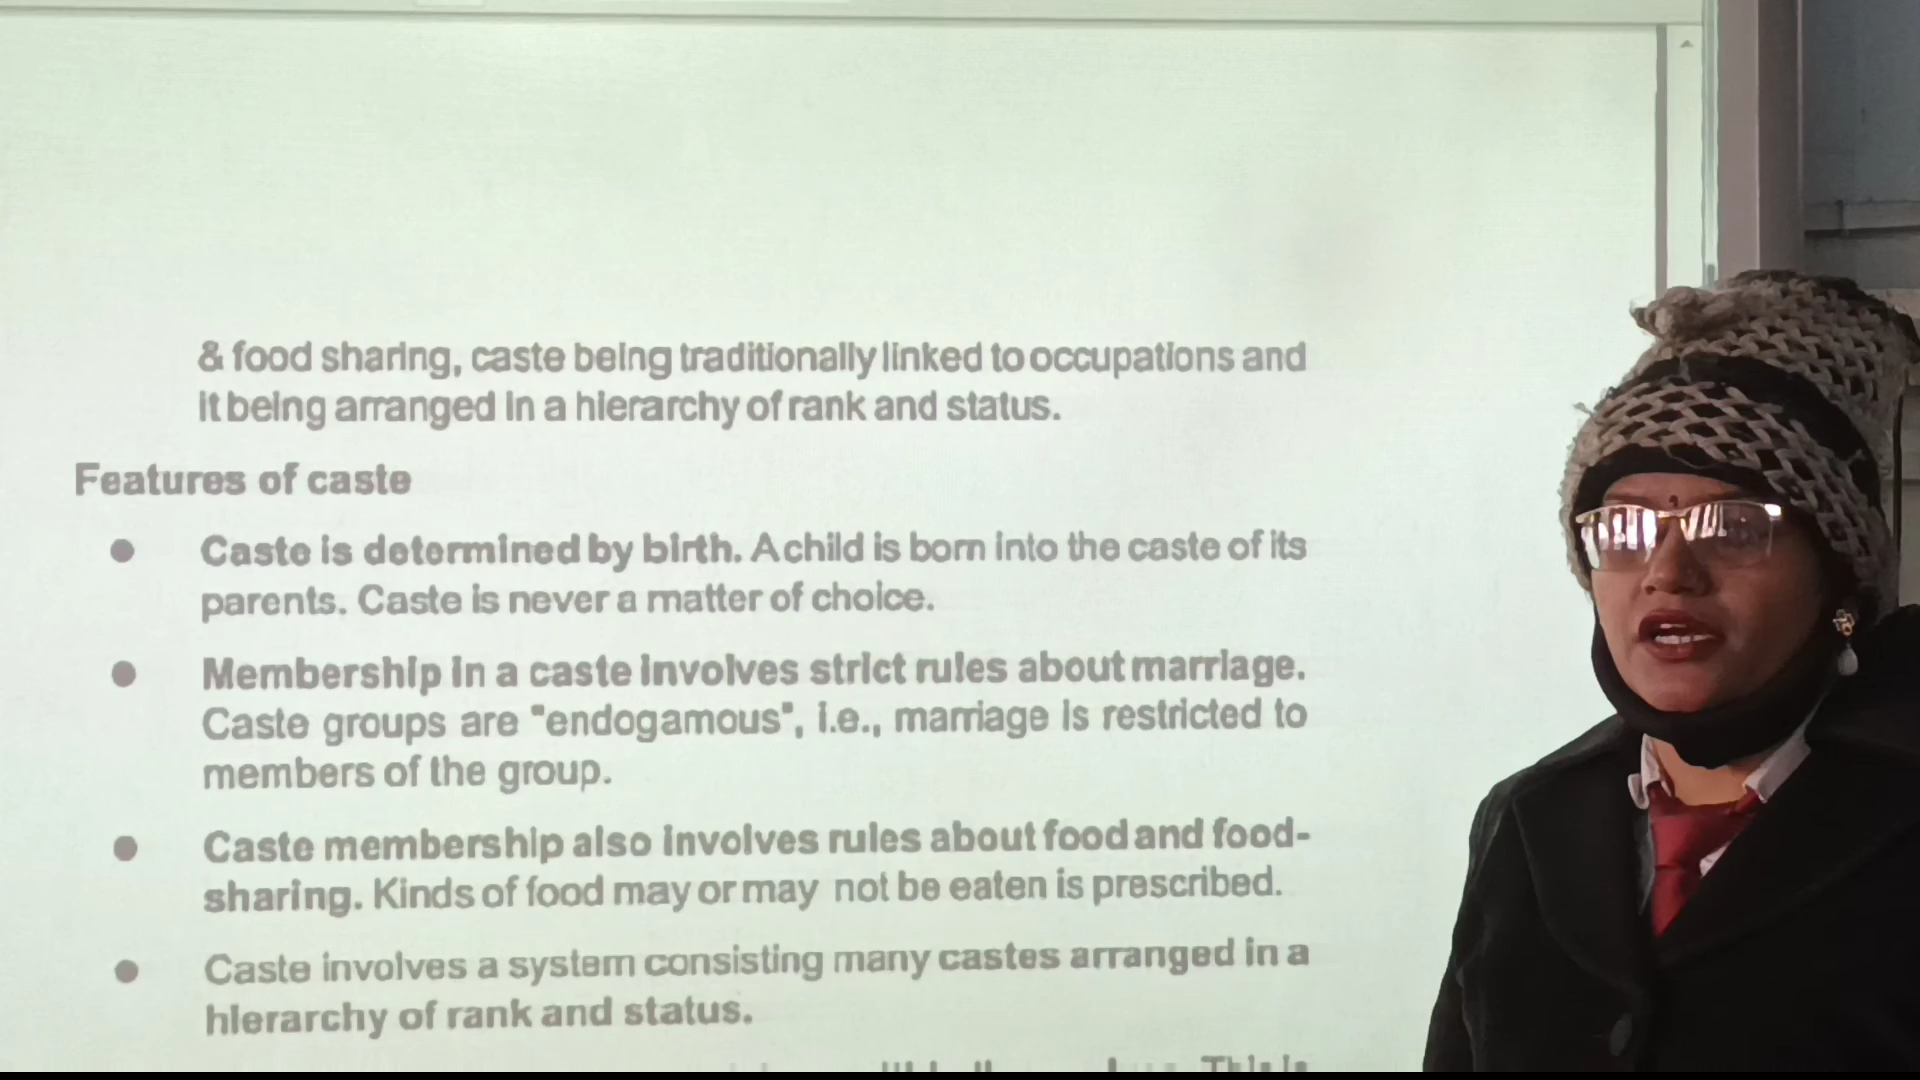 & food sharing, caste being traditionally linked to occupations and
it being arranged in a hierarchy of rank and status.
Features of caste
● Caste is determined by birth. A child is born into the caste of its
parents. Caste is never a matter of choice.
● Membership in a caste involves strict rules about marriage.
Caste groups are "endogamous", i.e., marriage is restricted to
members of the group.
● Caste membership also involves rules about food and food-
sharing. Kinds of food may or may not be eaten is prescribed.
● Caste involves a system consisting many castes arranged in a
hierarchy of rank and status.